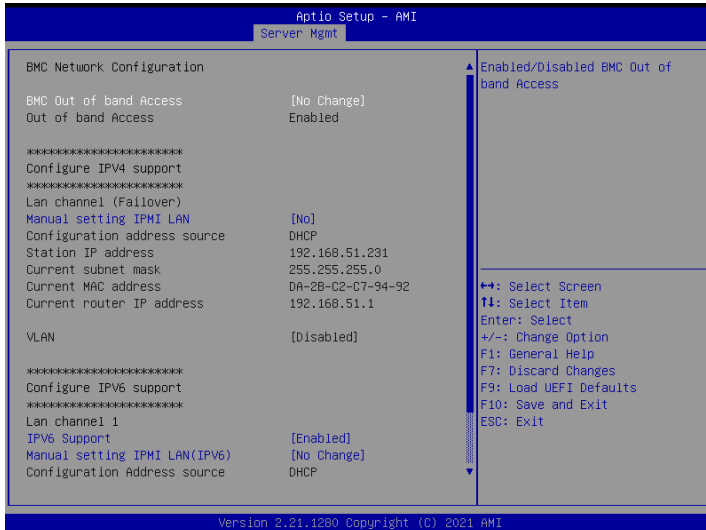 Aptio Setup – AMI
Server Mgmt
BMC Network Configuration
BMC Out of band Access [No Change]
Out of band Access Enabled
***********************
Configure IPV4 support
***********************
Lan channel (Failover)
Manual setting IPMI LAN [No]
Configuration address source DHCP
Station IP address 192.168.51.231
Current subnet mask 255.255.255.0
Current MAC address DA-2B-C2-C7-94-92
Current router IP address 192.168.51.1
VLAN [Disabled]
***********************
Configure IPV6 support
***********************
Lan channel 1
IPV6 Support [Enabled]
Manual setting IPMI LAN(IPV6) [No Change]
Configuration Address source DHCP
Enabled/Disabled BMC Out of
band Access
↔: Select Screen
↑↓: Select Item
Enter: Select
+/-: Change Option
F1: General Help
F7: Discard Changes
F9: Load UEFI Defaults
F10: Save and Exit
ESC: Exit
Version 2.21.1280 Copyright (C) 2021 AMI